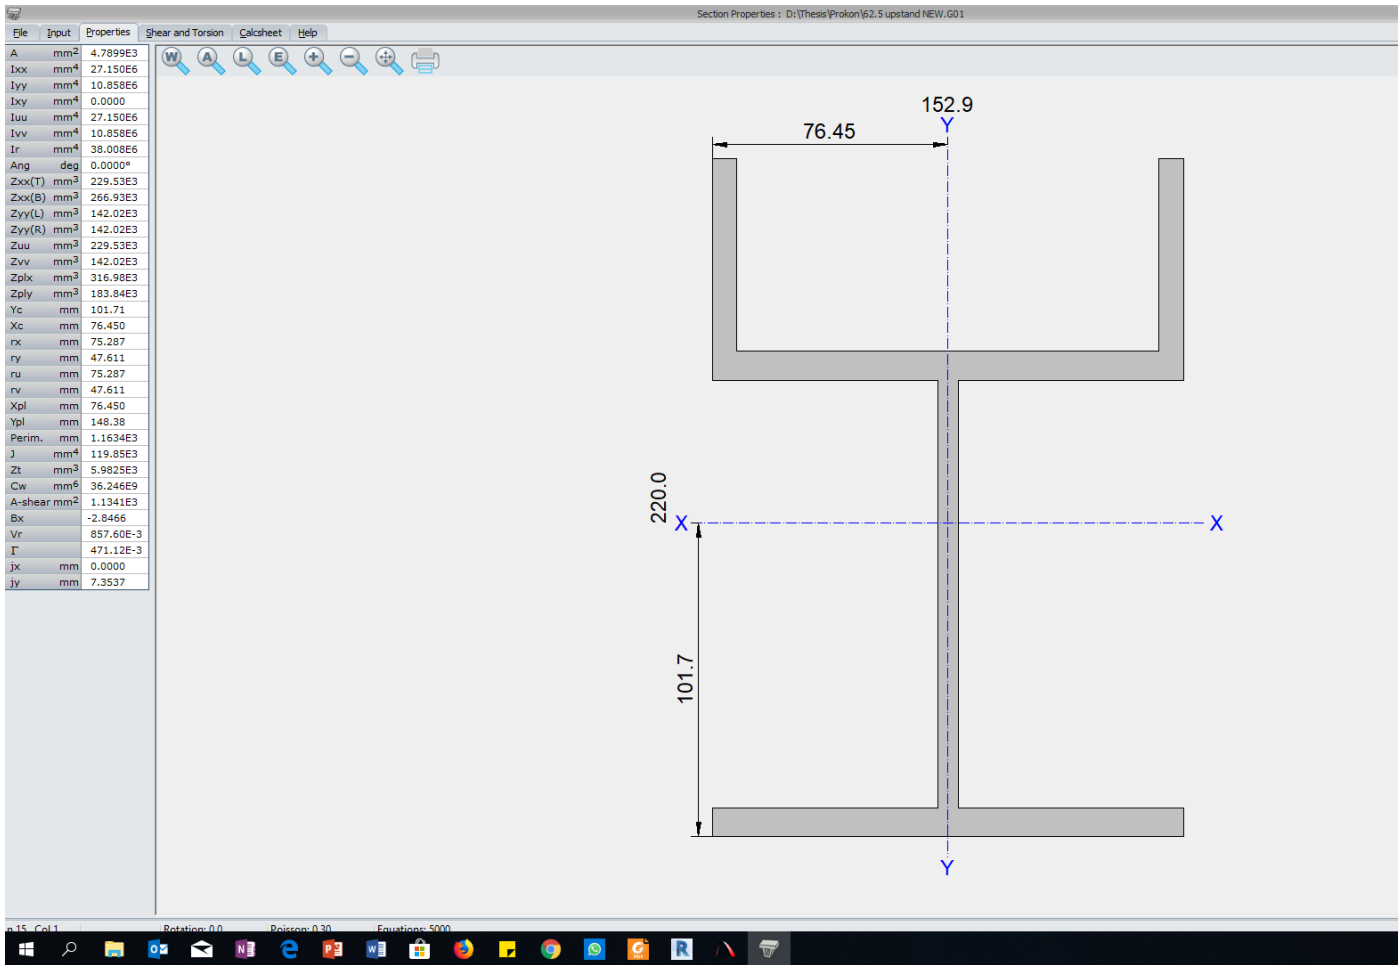 Section Properties : D:\Thesis\Prokon\62.5 upstand NEW.G01
File Input Properties Shear and Torsion Calcsheet Help
A mm2 4.7899E3
Ixx mm4 27.150E6
Iyy mm4 10.858E6
Ixy mm4 0.0000
Iuu mm4 27.150E6
Ivv mm4 10.858E6
Ir mm4 38.008E6
Ang deg 0.0000°
Zxx(T) mm3 229.53E3
Zxx(B) mm3 266.93E3
Zyy(L) mm3 142.02E3
Zyy(R) mm3 142.02E3
Zuu mm3 229.53E3
Zvv mm3 142.02E3
Zplx mm3 316.98E3
Zply mm3 183.84E3
Yc mm 101.71
Xc mm 76.450
rx mm 75.287
ry mm 47.611
ru mm 75.287
rv mm 47.611
Xpl mm 76.450
Ypl mm 148.38
Perim. mm 1.1634E3
J mm4 119.85E3
Zt mm3 5.9825E3
Cw mm6 36.246E9
A-shear mm2 1.1341E3
Bx -2.8466
Vr 857.60E-3
Γ 471.12E-3
jx mm 0.0000
jy mm 7.3537
W A L E
152.9
Y
76.45
220.0
X X
101.7
Y
n 15 Col 1 Rotation: 0.0 Poisson: 0.30 Equations: 5000